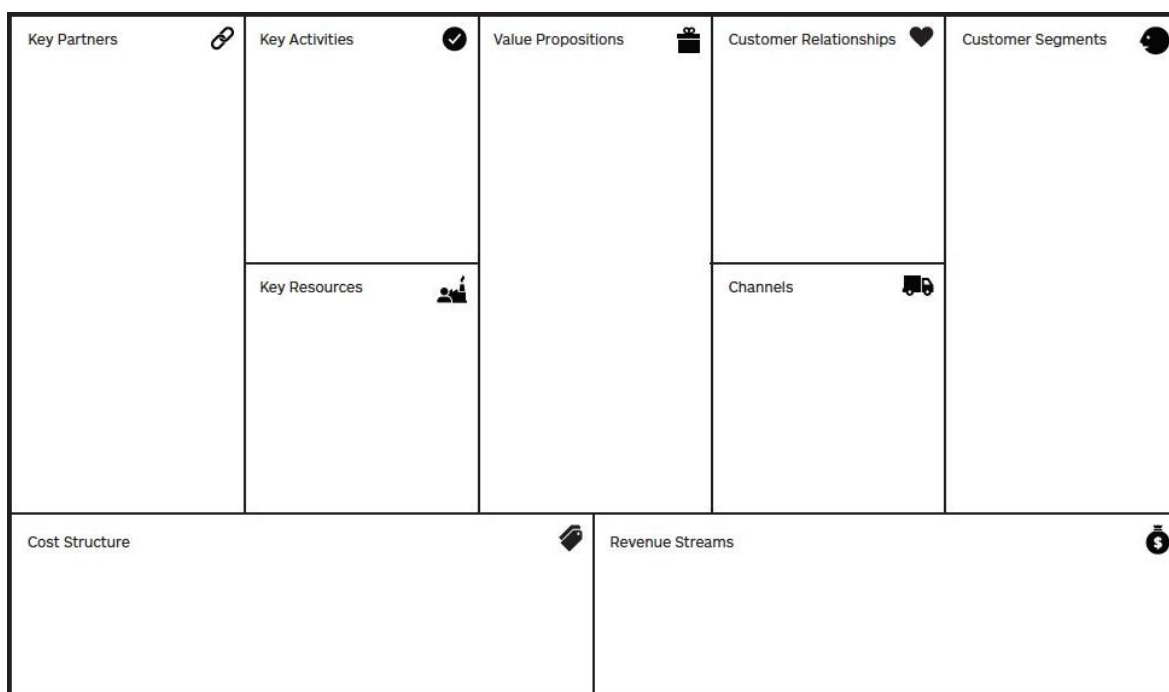 Key Partners
Key Activities
Value Propositions
Customer Relationships
Customer Segments
Key Resources
Channels
Cost Structure
Revenue Streams
$